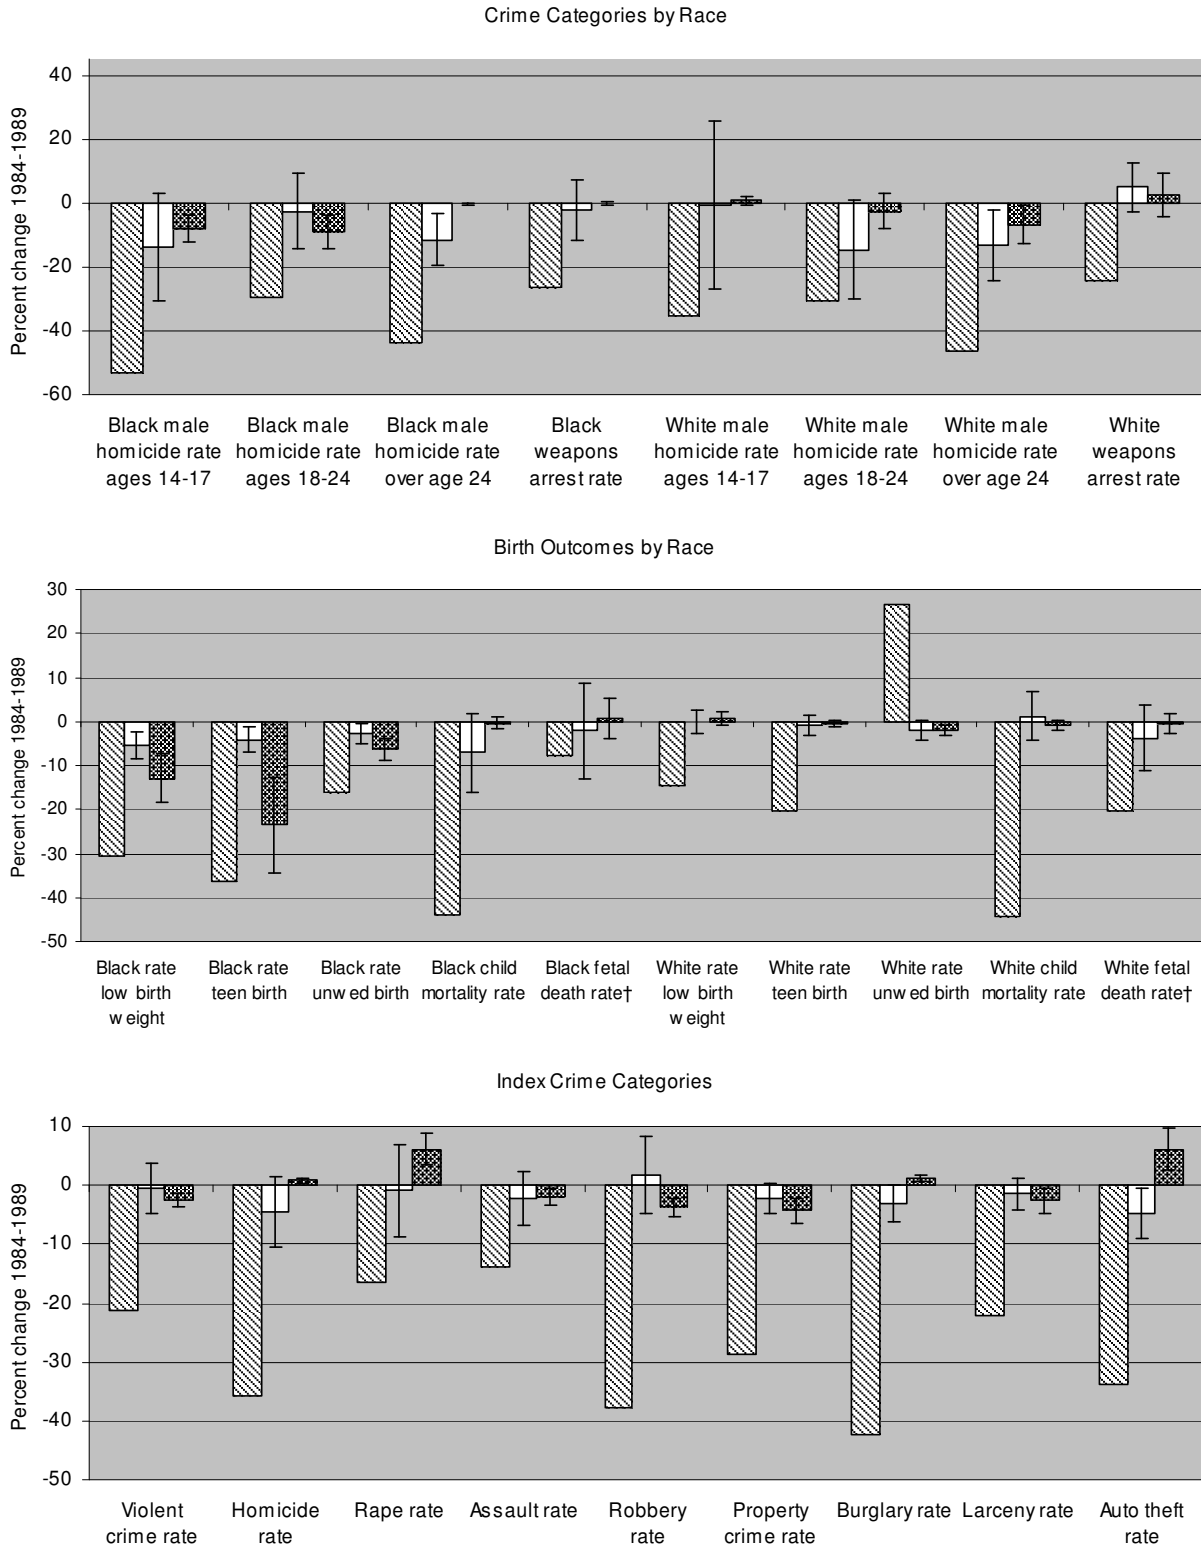 Crime Categories by Race
Percent change 1984-1989
40
20
0
-20
-40
-60
Black male homicide rate ages 14-17
Black male homicide rate ages 18-24
Black male homicide rate over age 24
Black weapons arrest rate
White male homicide rate ages 14-17
White male homicide rate ages 18-24
White male homicide rate over age 24
White weapons arrest rate
Birth Outcomes by Race
Percent change 1984-1989
30
20
10
0
-10
-20
-30
-40
-50
Black rate low birth weight
Black rate teen birth
Black rate unwed birth
Black child mortality rate
Black fetal death rate†
White rate low birth weight
White rate teen birth
White rate unwed birth
White child mortality rate
White fetal death rate†
Index Crime Categories
Percent change 1984-1989
10
0
-10
-20
-30
-40
-50
Violent crime rate
Homicide rate
Rape rate
Assault rate
Robbery rate
Property crime rate
Burglary rate
Larceny rate
Auto theft rate